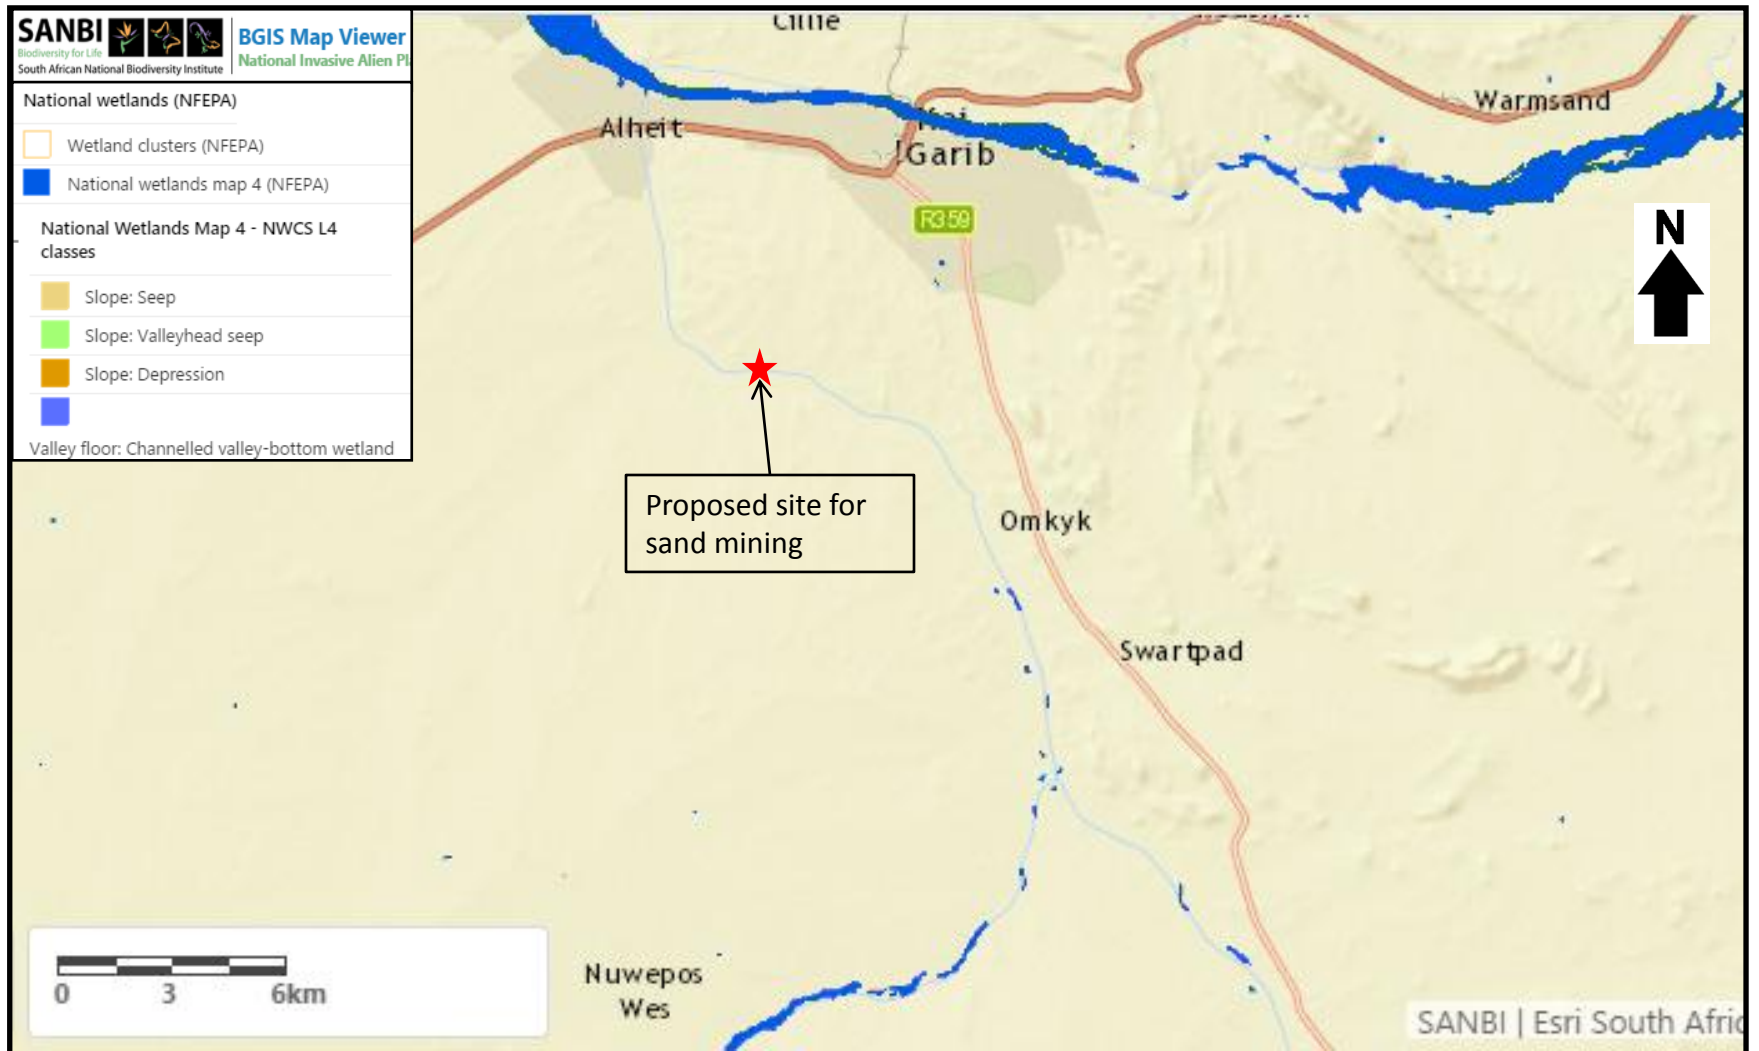 SANBI
Biodiversity for Life
South African National Biodiversity Institute
BGIS Map Viewer
National Invasive Alien Pl
National wetlands (NFEPA)
Wetland clusters (NFEPA)
National wetlands map 4 (NFEPA)
National Wetlands Map 4 - NWCS L4
classes
Slope: Seep
Slope: Valleyhead seep
Slope: Depression
Valley floor: Channelled valley-bottom wetland
Cillie
Warmsand
Alheit
Kai
!Garib
R359
N
Proposed site for
sand mining
Omkyk
Swartpad
Nuwepos
Wes
0 3 6km
SANBI | Esri South Afric